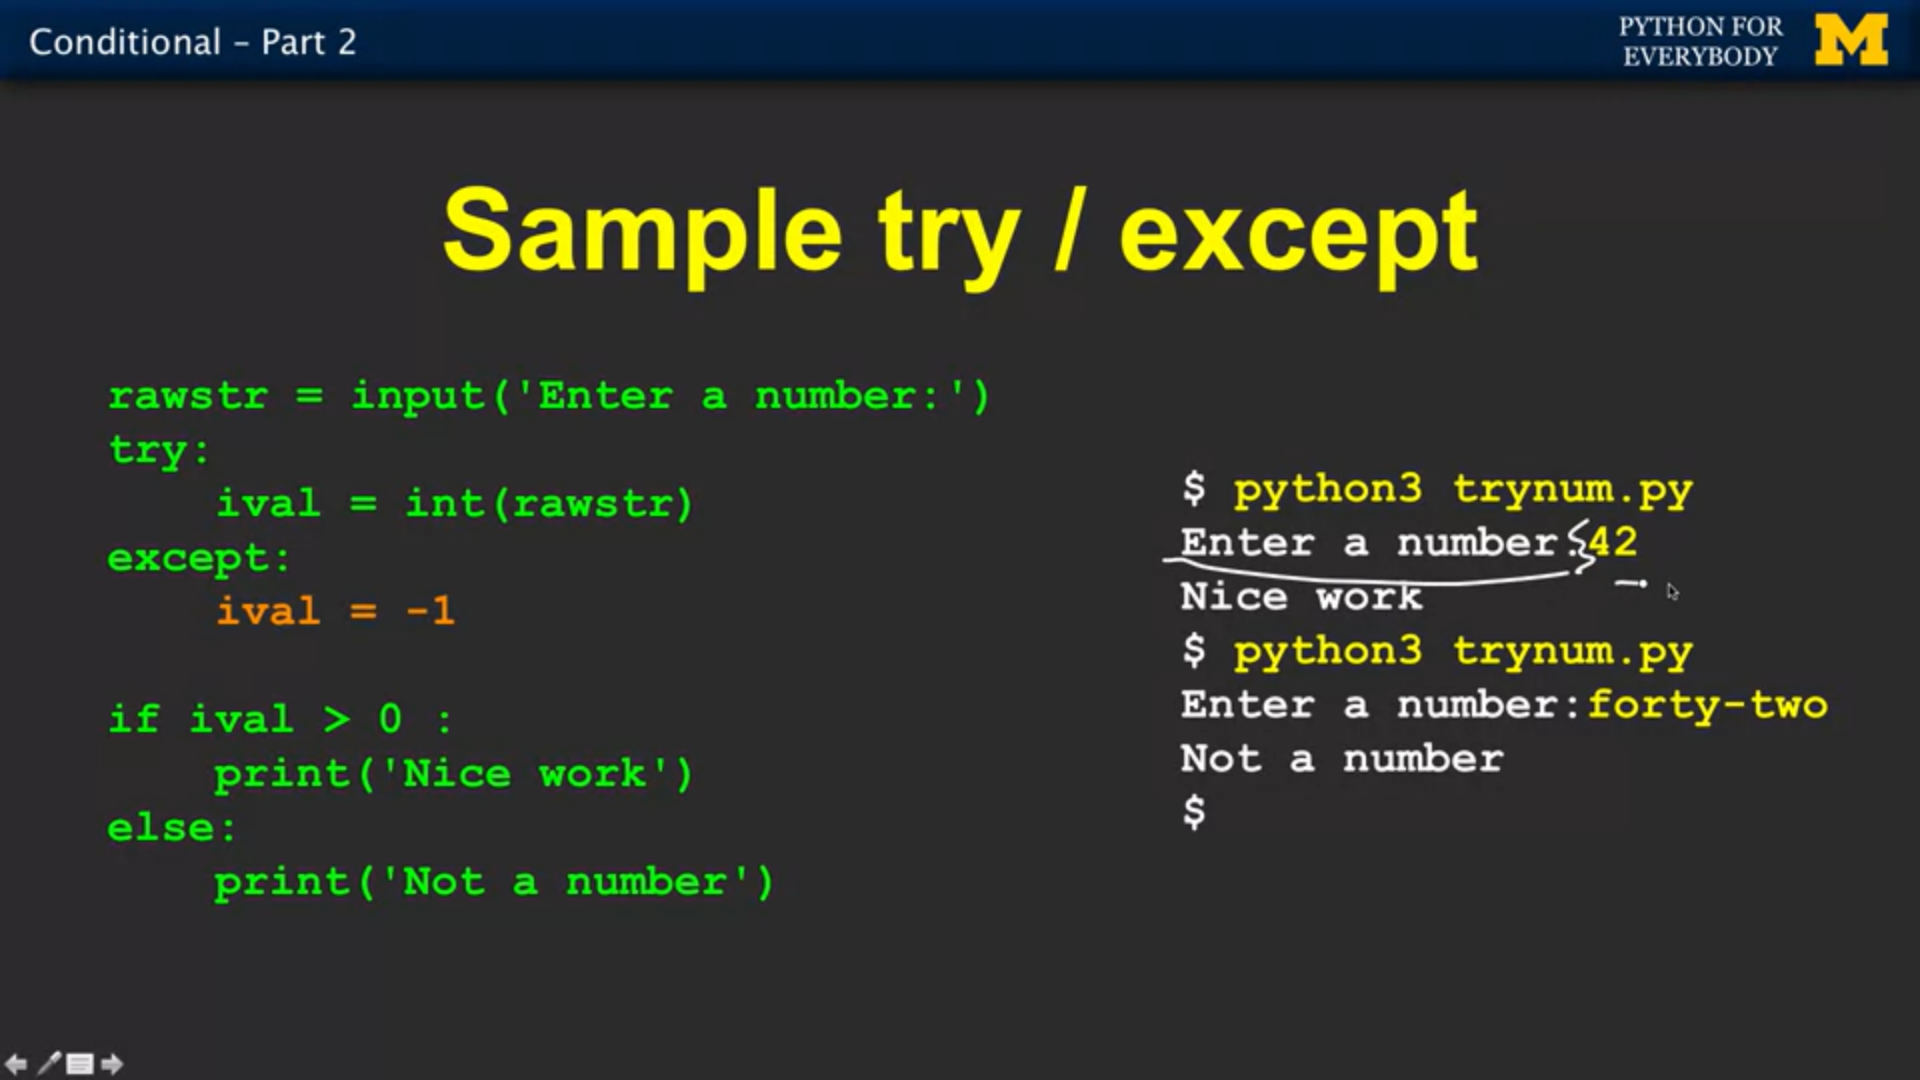 Conditional – Part 2
PYTHON FOR
EVERYBODY
M
Sample try / except
rawstr = input('Enter a number:')
try:
    ival = int(rawstr)
except:
    ival = -1
if ival > 0 :
    print('Nice work')
else:
    print('Not a number')
$ python3 trynum.py
Enter a number:42
Nice work
$ python3 trynum.py
Enter a number:forty-two
Not a number
$